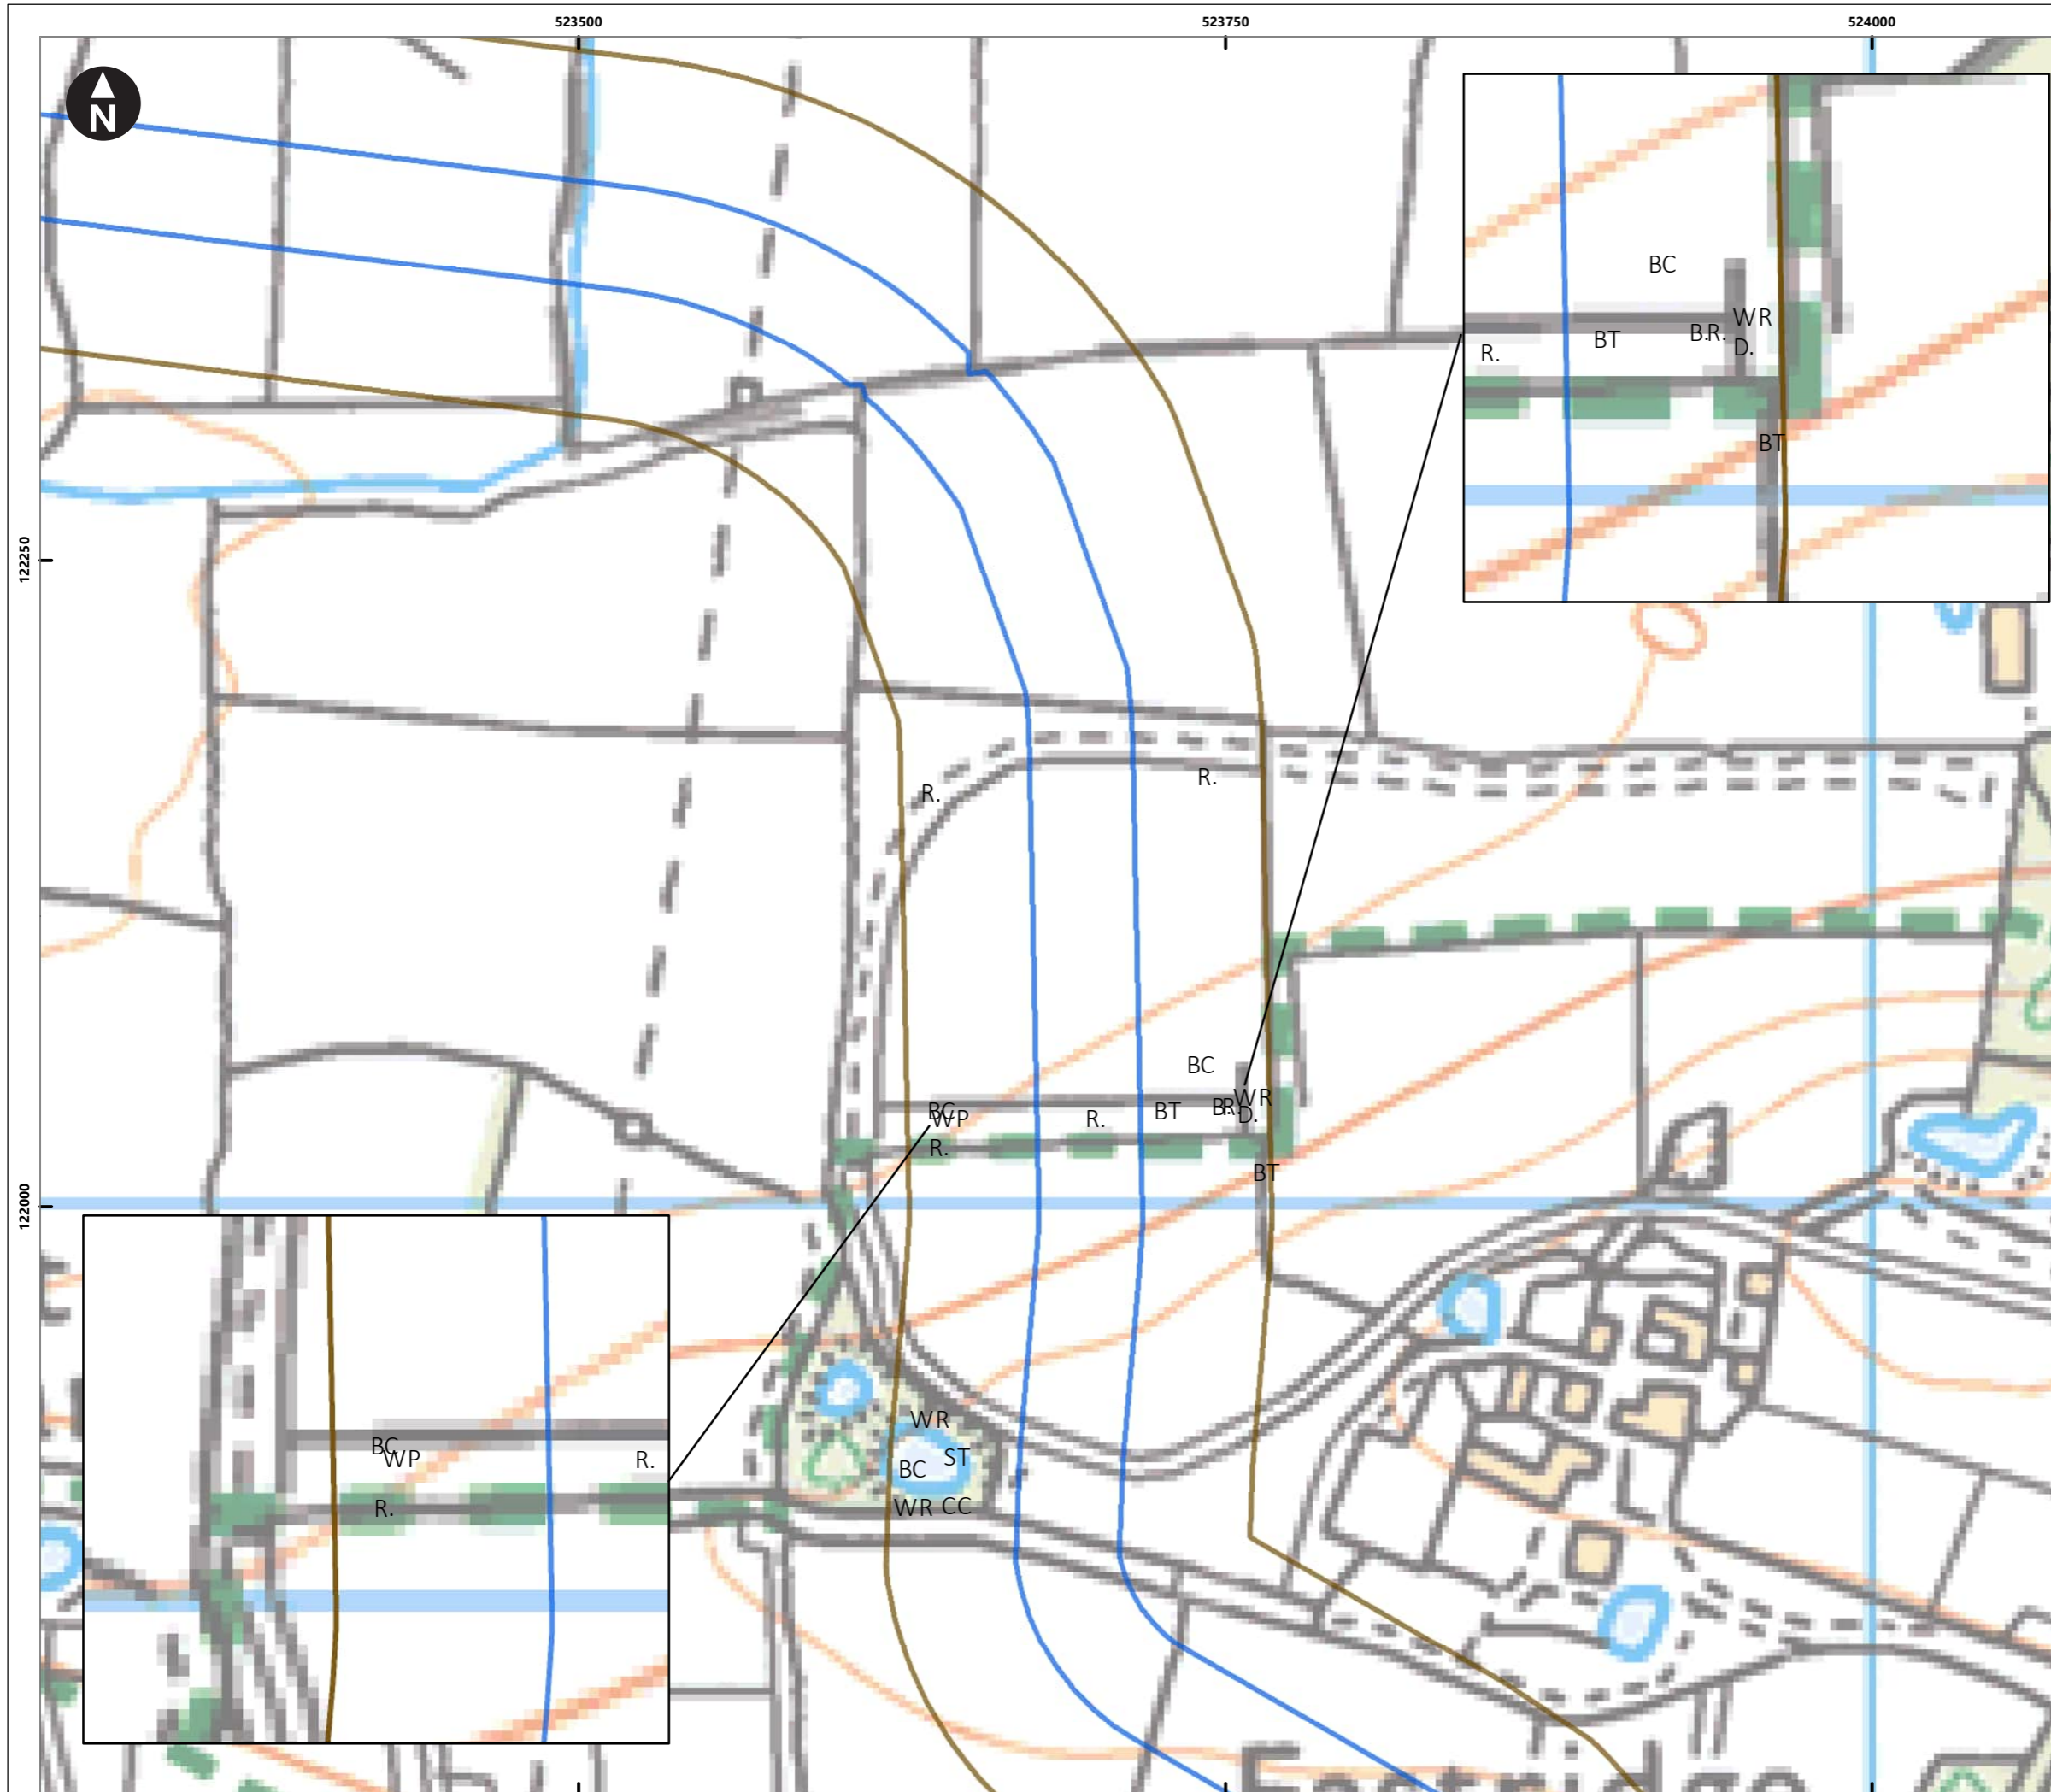 523500 523750 524000
N
BC
WR
B.R.
BT
D.
R.
BT
122250
R.
R.
BC
WR
BC
BT
B.R.
D.
WP
R.
R.
BT
122000
WR
BC
WP
R.
ST
BC
R.
WR CC